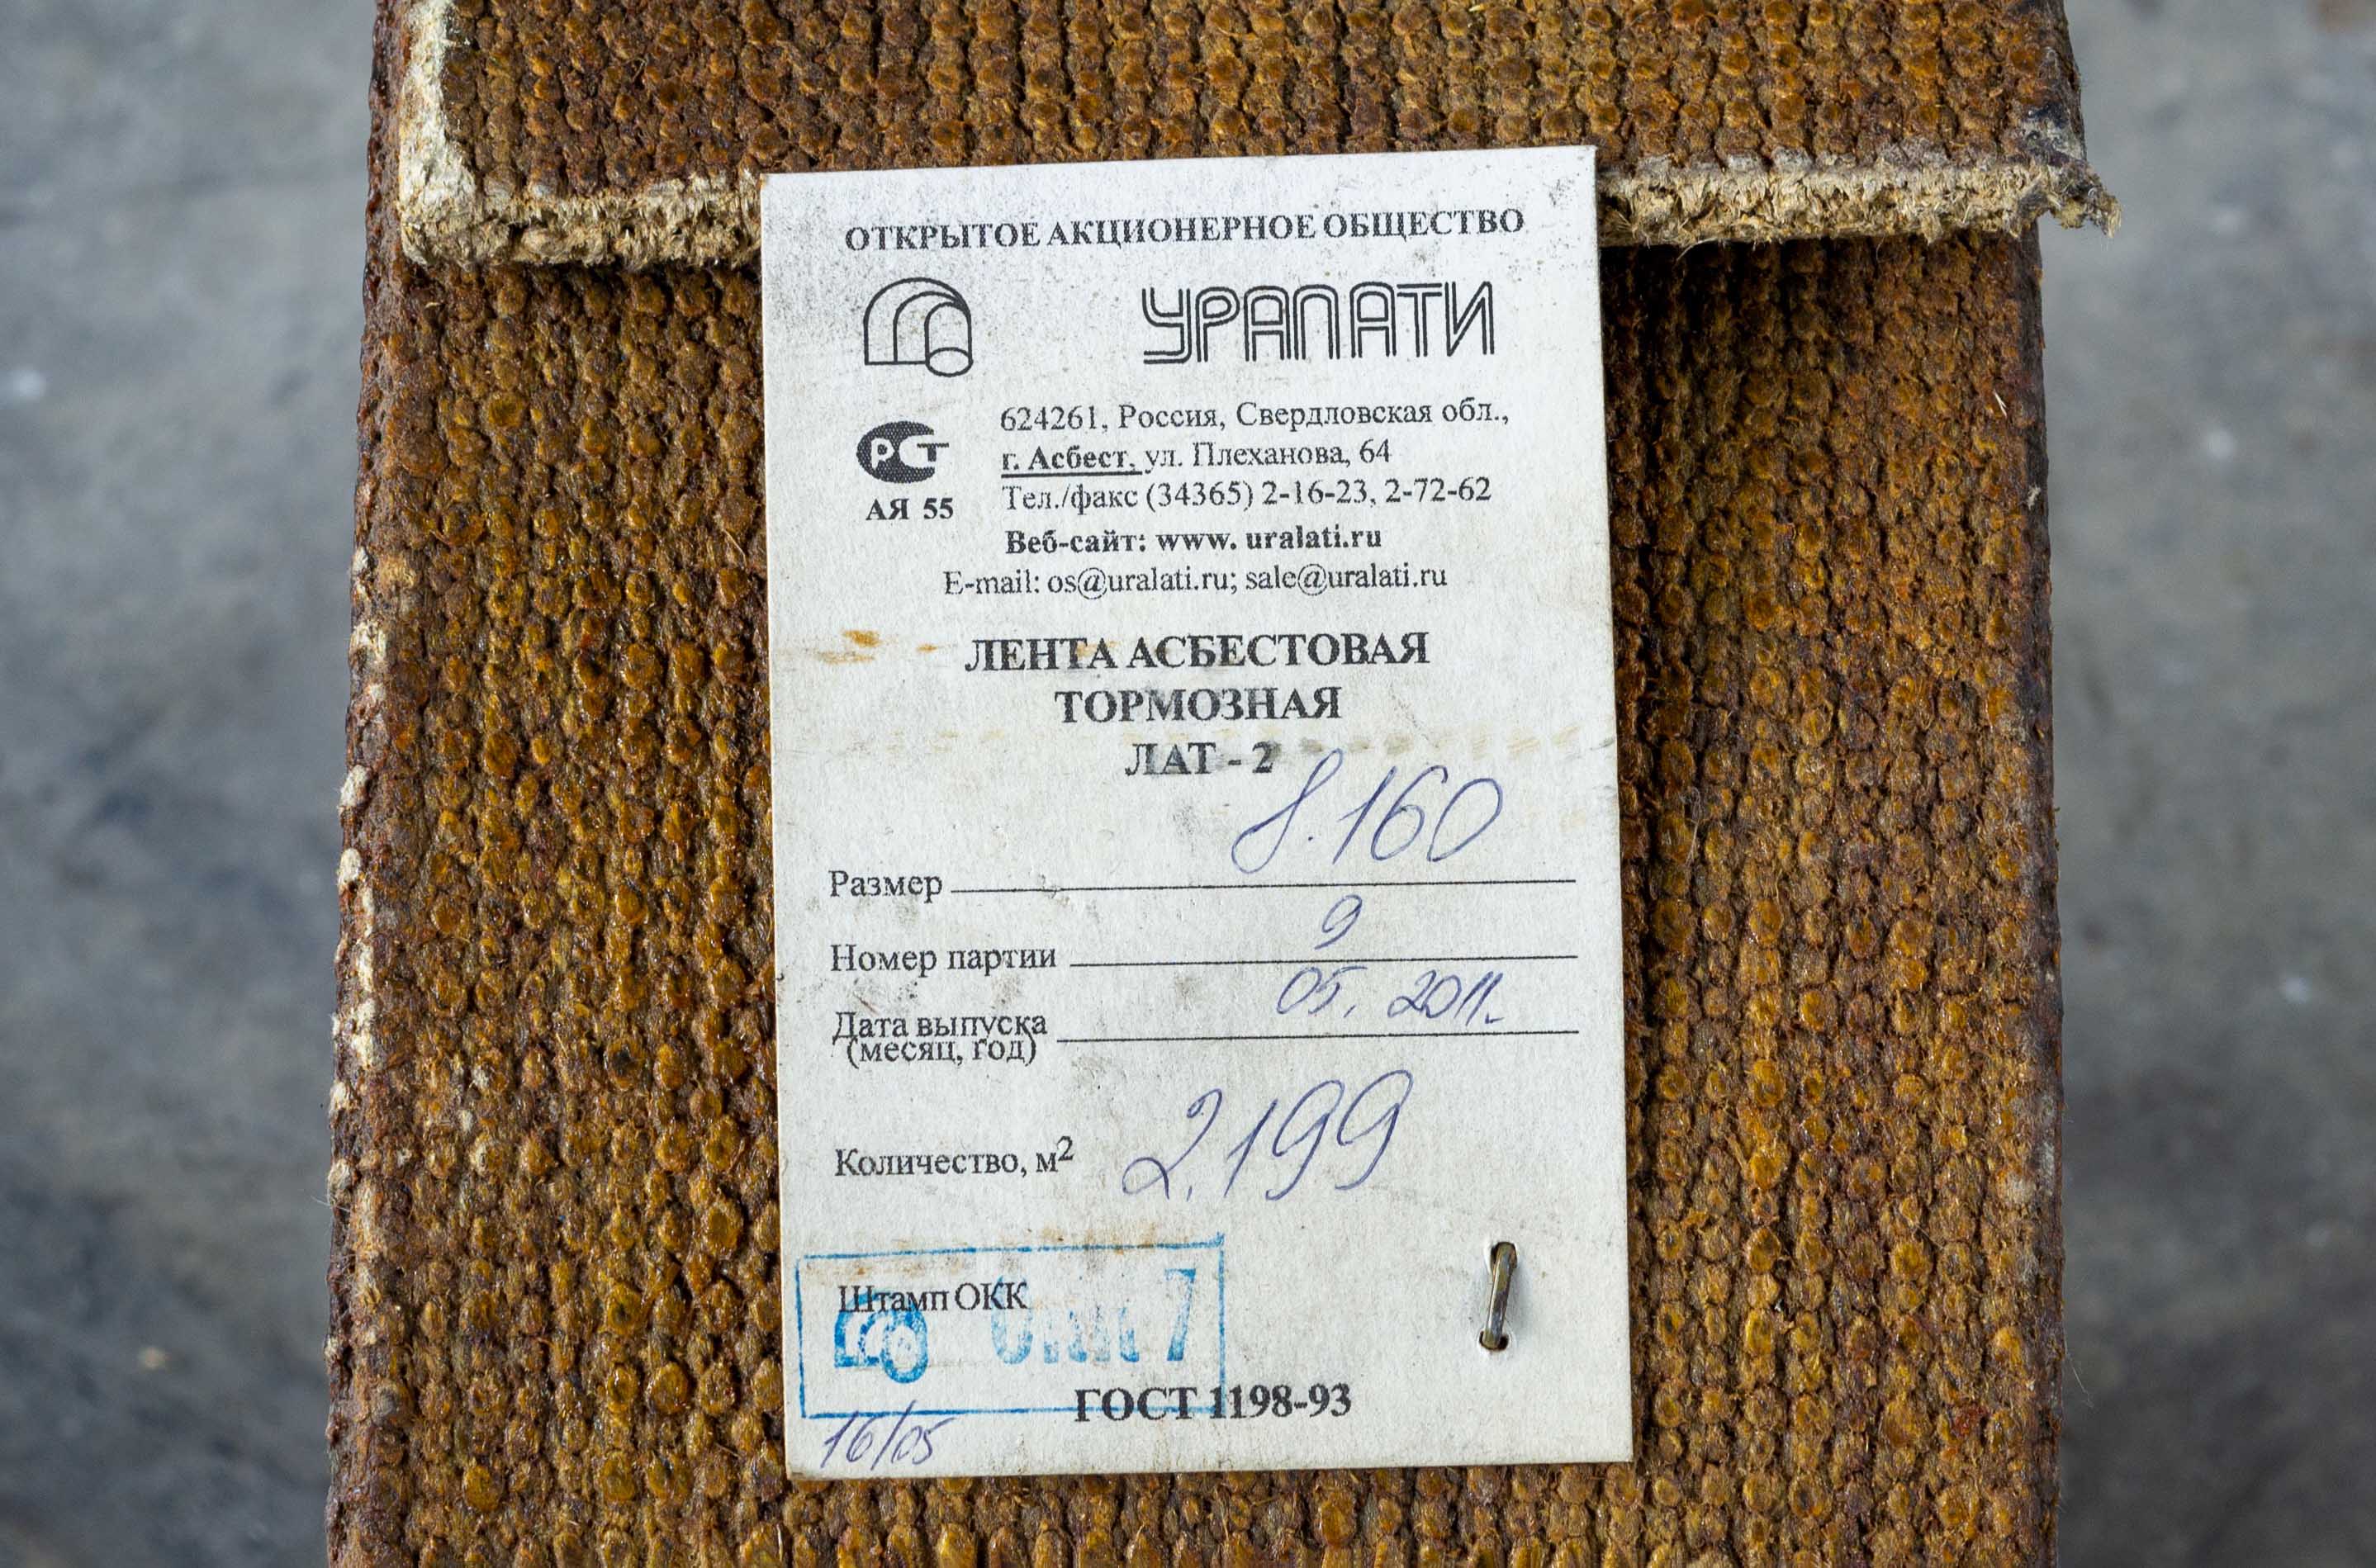 ОТКРЫТОЕ АКЦИОНЕРНОЕ ОБЩЕСТВО
УРАЛАТИ
РСТ
АЯ 55
624261, Россия, Свердловская обл.,
г. Асбест, ул. Плеханова, 64
Тел./факс (34365) 2-16-23, 2-72-62
Веб-сайт: www. uralati.ru
E-mail: os@uralati.ru; sale@uralati.ru
ЛЕНТА АСБЕСТОВАЯ
ТОРМОЗНАЯ
ЛАТ - 2
Размер 8.160
Номер партии 9
Дата выпуска 05. 2011.
(месяц, год)
Количество, м2 2,199
Штамп ОКК
7
ГОСТ 1198-93
16/05